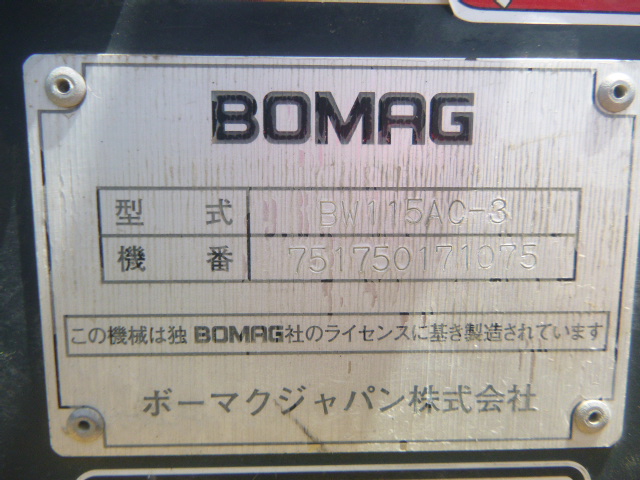 BOMAG
型 式 BW115AC-3
機 番 751750171075
この機械は独BOMAG社のライセンスに基き製造されています
ボーマクジャパン株式会社